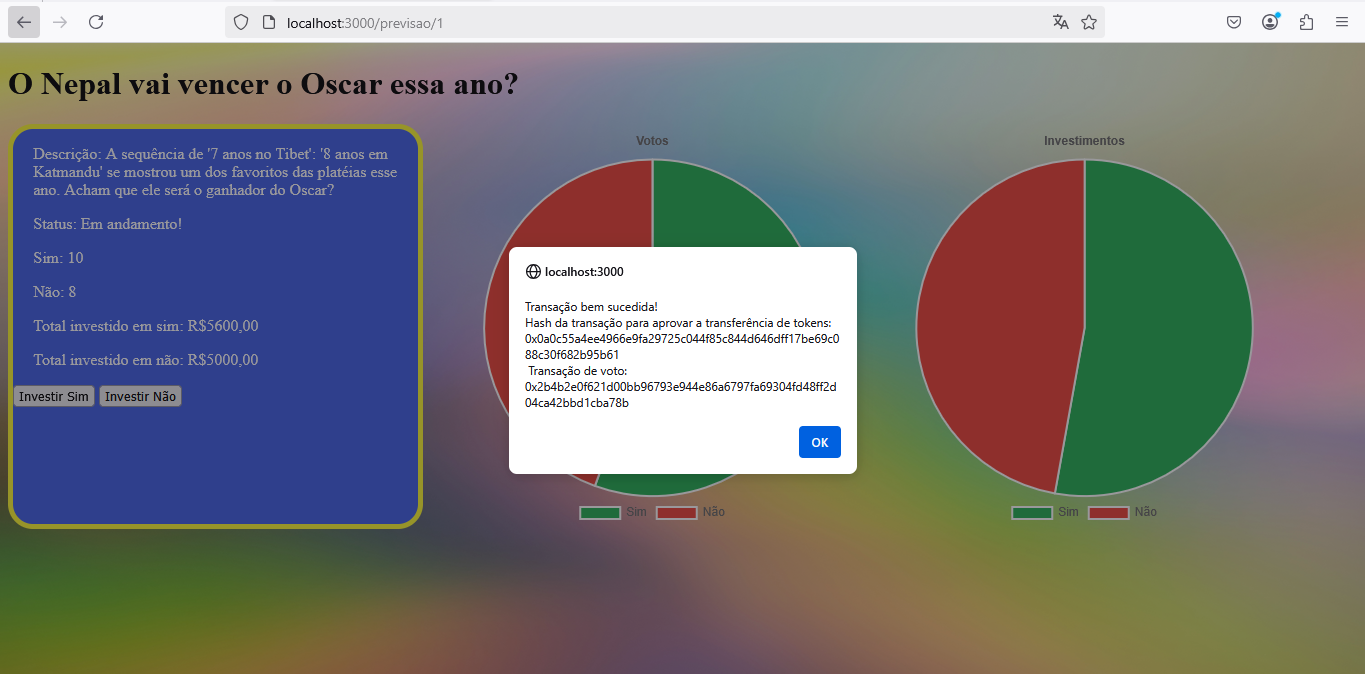 localhost:3000/previsao/1
O Nepal vai vencer o Oscar essa ano?
Descrição: A sequência de '7 anos no Tibet': '8 anos em
Katmandu' se mostrou um dos favoritos das platéias esse
ano. Acham que ele será o ganhador do Oscar?
Status: Em andamento!
Sim: 10
Não: 8
Total investido em sim: R$5600,00
Total investido em não: R$5000,00
Investir Sim Investir Não
Votos
Sim Não
Investimentos
Sim Não
localhost:3000
Transação bem sucedida!
Hash da transação para aprovar a transferência de tokens:
0x0a0c55a4ee4966e9fa29725c044f85c844d646dff17be69c0
88c30f682b95b61
Transação de voto:
0x2b4b2e0f621d00bb96793e944e86a6797fa69304fd48ff2d
04ca42bbd1cba78b
OK